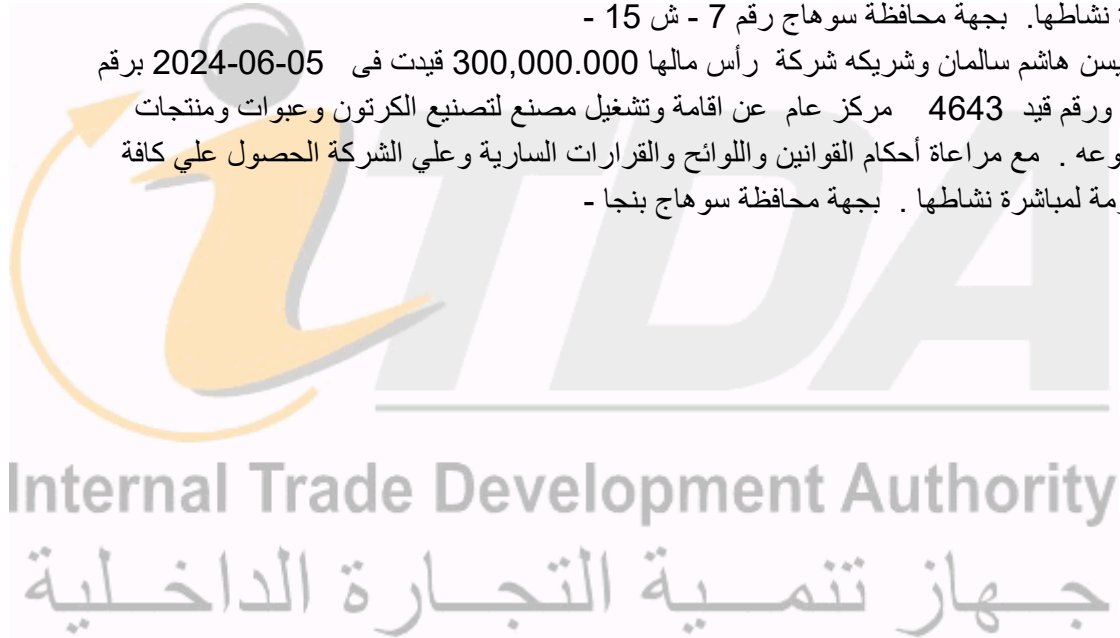 ة نشاطها. بجهة محافظة سوهاج رقم 7 - ش 15 -
يسن هاشم سالمان وشريكه شركة رأس مالها 300,000.000 قيدت فى 05-06-2024 برقم
ورقم قيد 4643 مركز عام عن اقامة وتشغيل مصنع لتصنيع الكرتون وعبوات ومنتجات
وعه . مع مراعاة أحكام القوانين واللوائح والقرارات السارية وعلي الشركة الحصول علي كافة
مة لمباشرة نشاطها . بجهة محافظة سوهاج بنجا -
iTDA
Internal Trade Development Authority
جهاز تنمية التجارة الداخلية